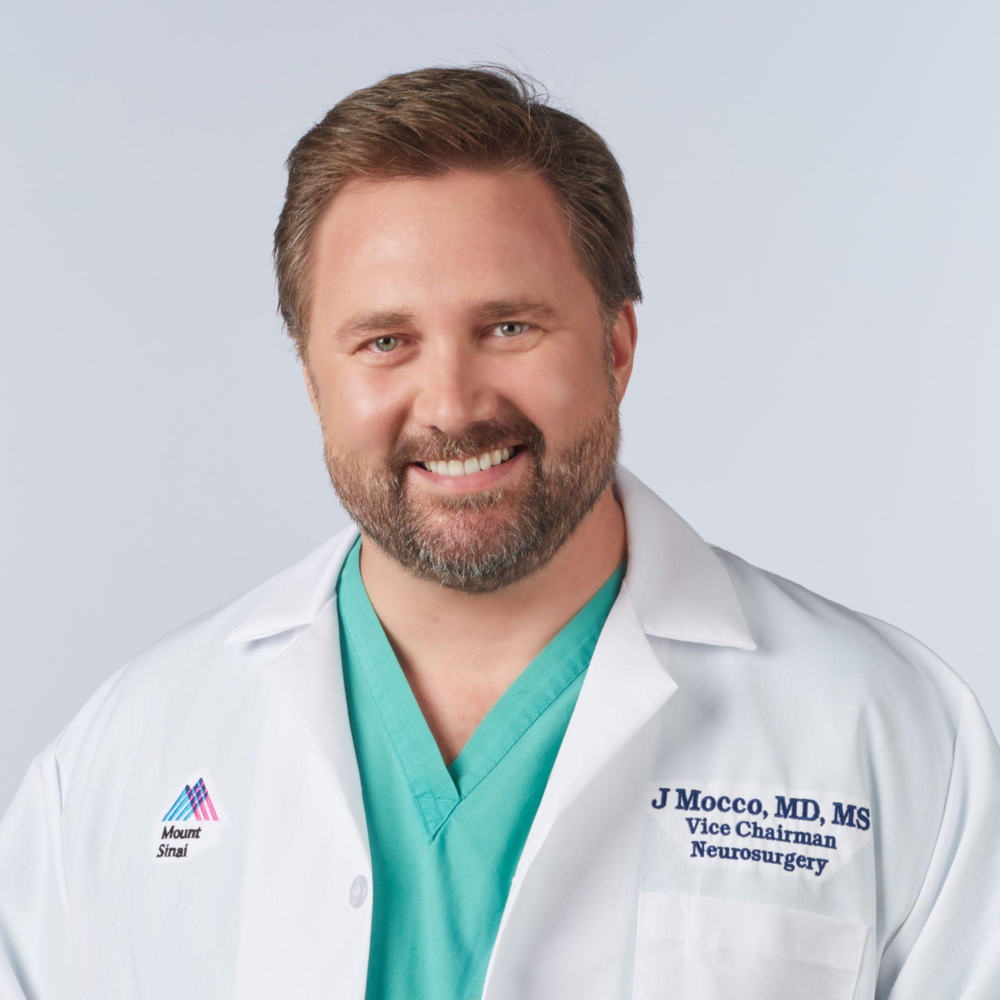 Mount
Sinai
J Mocco, MD, MS
Vice Chairman
Neurosurgery